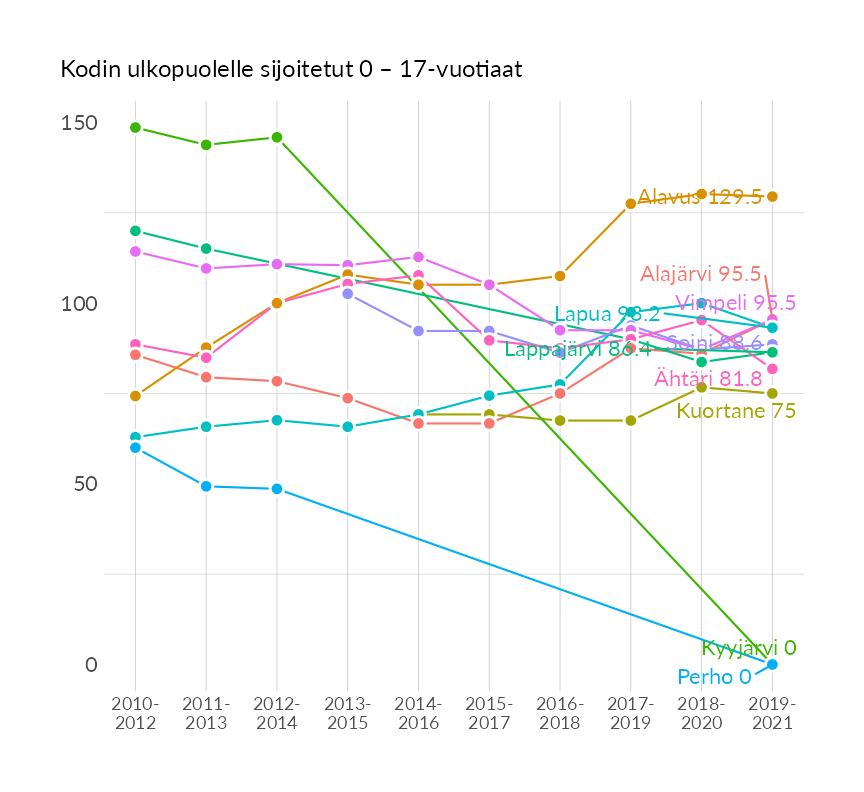 Kodin ulkopuolelle sijoitetut 0 – 17-vuotiaat
150
100
50
0
Alavus 129.5
Alajärvi 95.5
Vimpeli 95.5
Lapua 93.2
Soini 88.6
Lappajärvi 86.4
Ähtäri 81.8
Kuortane 75
Kyyjärvi 0
Perho 0
2010-
2012
2011-
2013
2012-
2014
2013-
2015
2014-
2016
2015-
2017
2016-
2018
2017-
2019
2018-
2020
2019-
2021